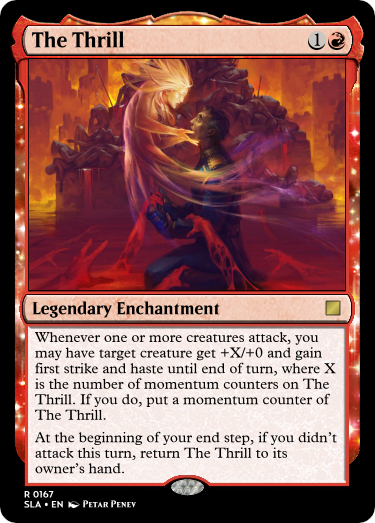 The Thrill
1
Legendary Enchantment
Whenever one or more creatures attack, you
may have target creature get +X/+0 and gain
first strike and haste until end of turn, where X
is the number of momentum counters on The
Thrill. If you do, put a momentum counter of
The Thrill.
At the beginning of your end step, if you didn't
attack this turn, return The Thrill to its
owner's hand.
R 0167
SLA • EN Petar Penev